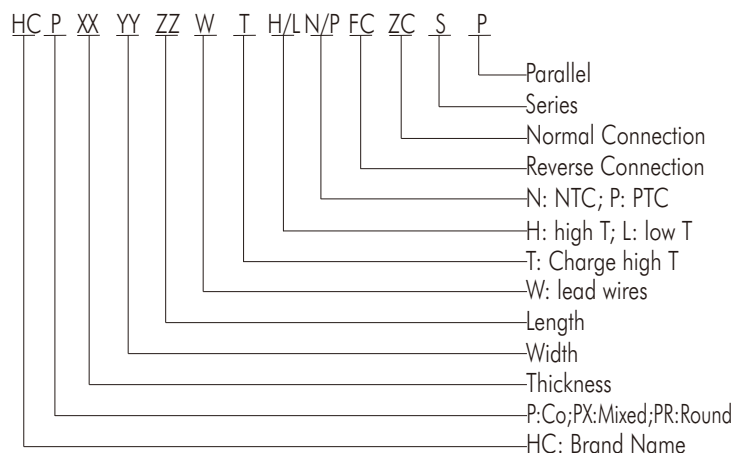 HC P XX YY ZZ W T H/L N/P FC ZC S P
Parallel
Series
Normal Connection
Reverse Connection
N: NTC; P: PTC
H: high T; L: low T
T: Charge high T
W: lead wires
Length
Width
Thickness
P:Co;PX:Mixed;PR:Round
HC: Brand Name